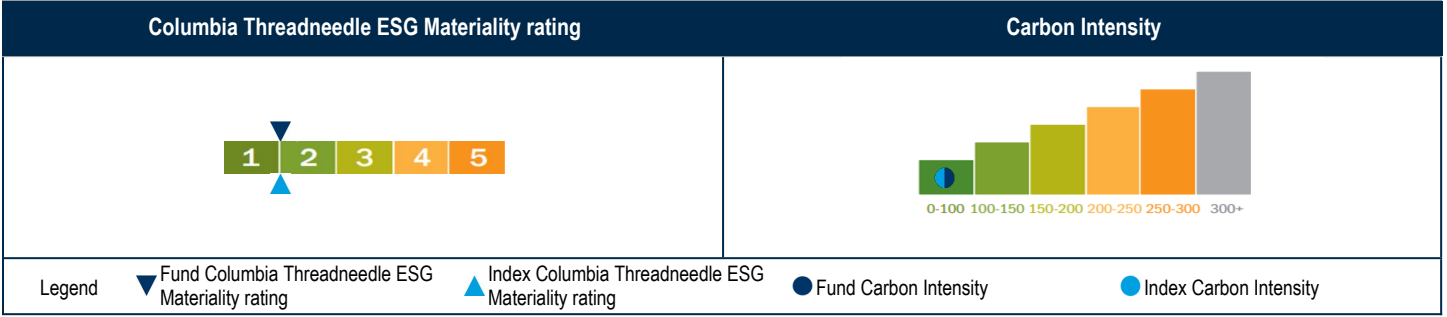 Columbia Threadneedle ESG Materiality rating
Carbon Intensity
1 2 3 4 5
0-100 100-150 150-200 200-250 250-300 300+
Legend
Fund Columbia Threadneedle ESG
Materiality rating
Index Columbia Threadneedle ESG
Materiality rating
Fund Carbon Intensity
Index Carbon Intensity